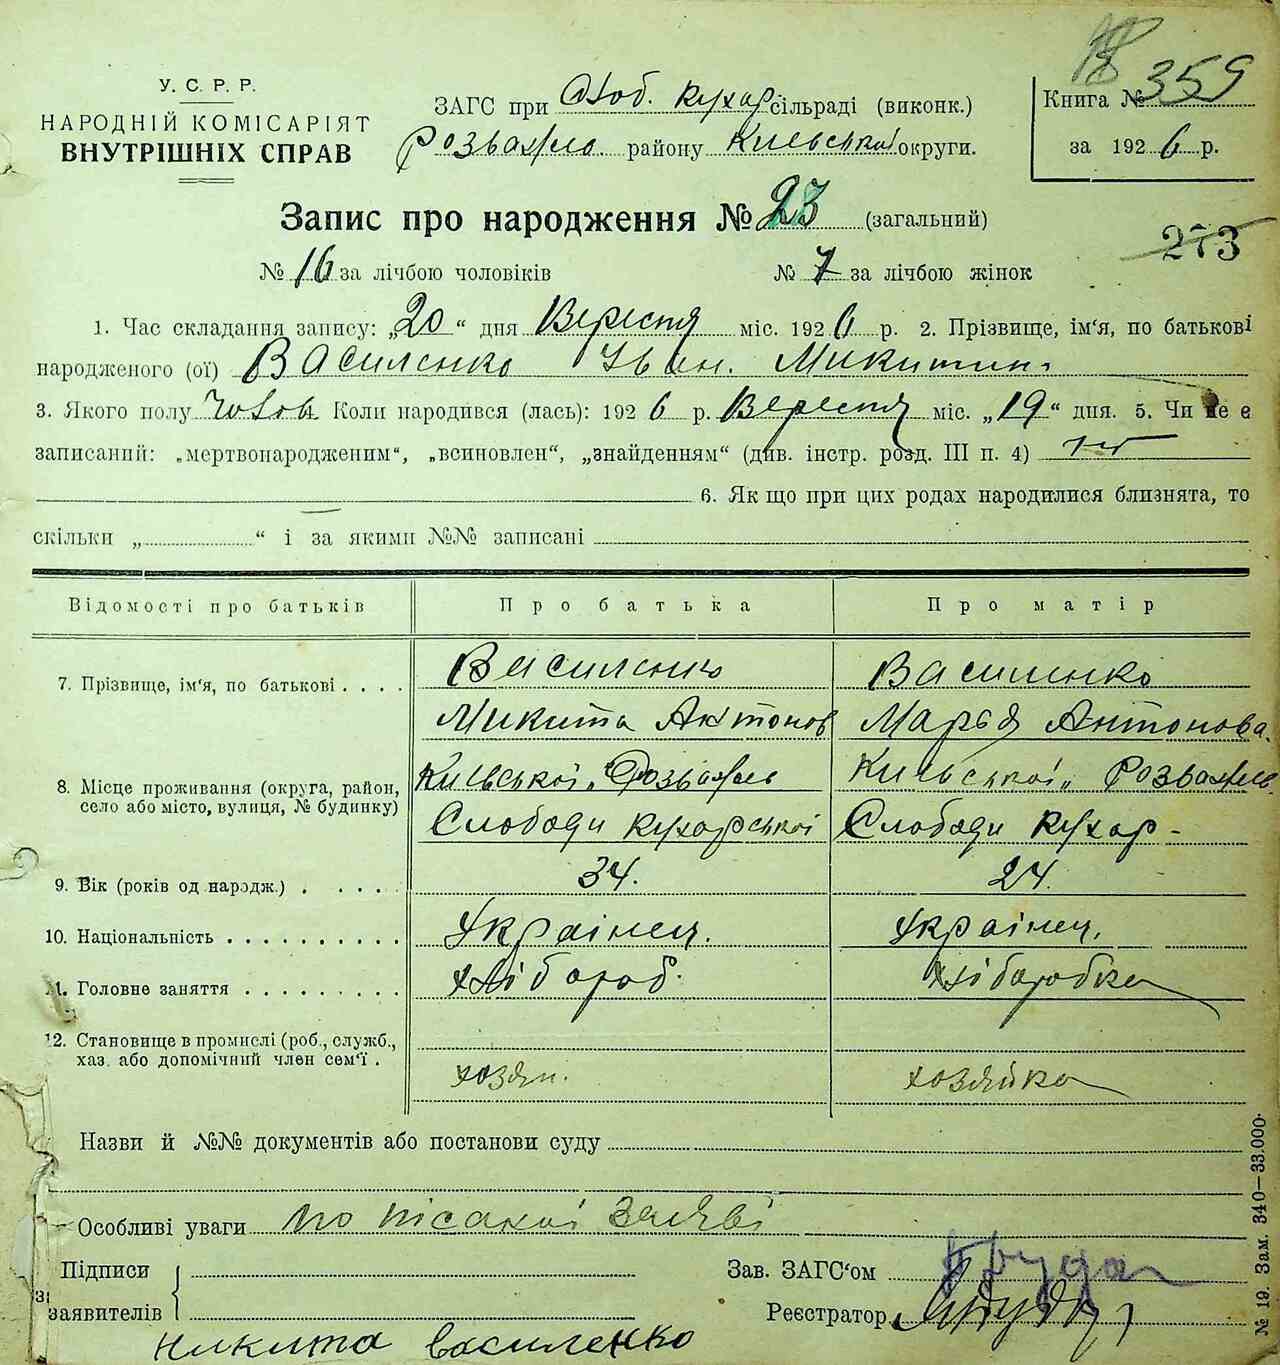 У. С. Р. Р.
НАРОДНІЙ КОМІСАРІЯТ
ВНУТРІШНІХ СПРАВ
ЗАГС при Слоб. Кухар сільраді (виконк.)
Розважев. району Київської округи.
Книга № 359
за 1926 р.
Запис про народження № 23 (загальний)
273
№ 16 за лічбою чоловіків № 7 за лічбою жінок
1. Час складання запису: „20“ дня Вересня міс. 1926 р. 2. Прізвище, ім'я, по батькові
народженого (ої) Василенко Іван. Микитин.
3. Якого полу чолов Коли народився (лась): 1926 р. Вересня міс. „19“ дня. 5. Чи не є
записаний: „мертвонародженим“, „всиновлен“, „знайденням“ (див. інстр. розд. III п. 4) ні
6. Як що при цих родах народилися близнята, то
скільки „ “ і за якими №№ записані
Відомості про батьків Про батька Про матір
7. Прізвище, ім'я, по батькові Василенко Василенко
Микита Антонов Марія Антонова.
8. Місце проживання (округа, район, село або місто, вулиця, № будинку) Київської „ Розважев Київської „ Розважев.
Слободи Кухарської Слободи Кухар-
9. Вік (років од народж.) 34. 24.
10. Національність Українец. Україпец.
11. Головне заняття хлібороб. хліборобка
12. Становище в промислі (роб., служб.,
хаз. або допомічний член сем'ї. хозяин. хозяйка
Назви й №№ документів або постанови суду
Особливі уваги по пісаної заяві
Підписи
заявителів
Зав. ЗАГС'ом
Реєстратор
Никита Василенко
№ 19. Зам. 340—33.000.